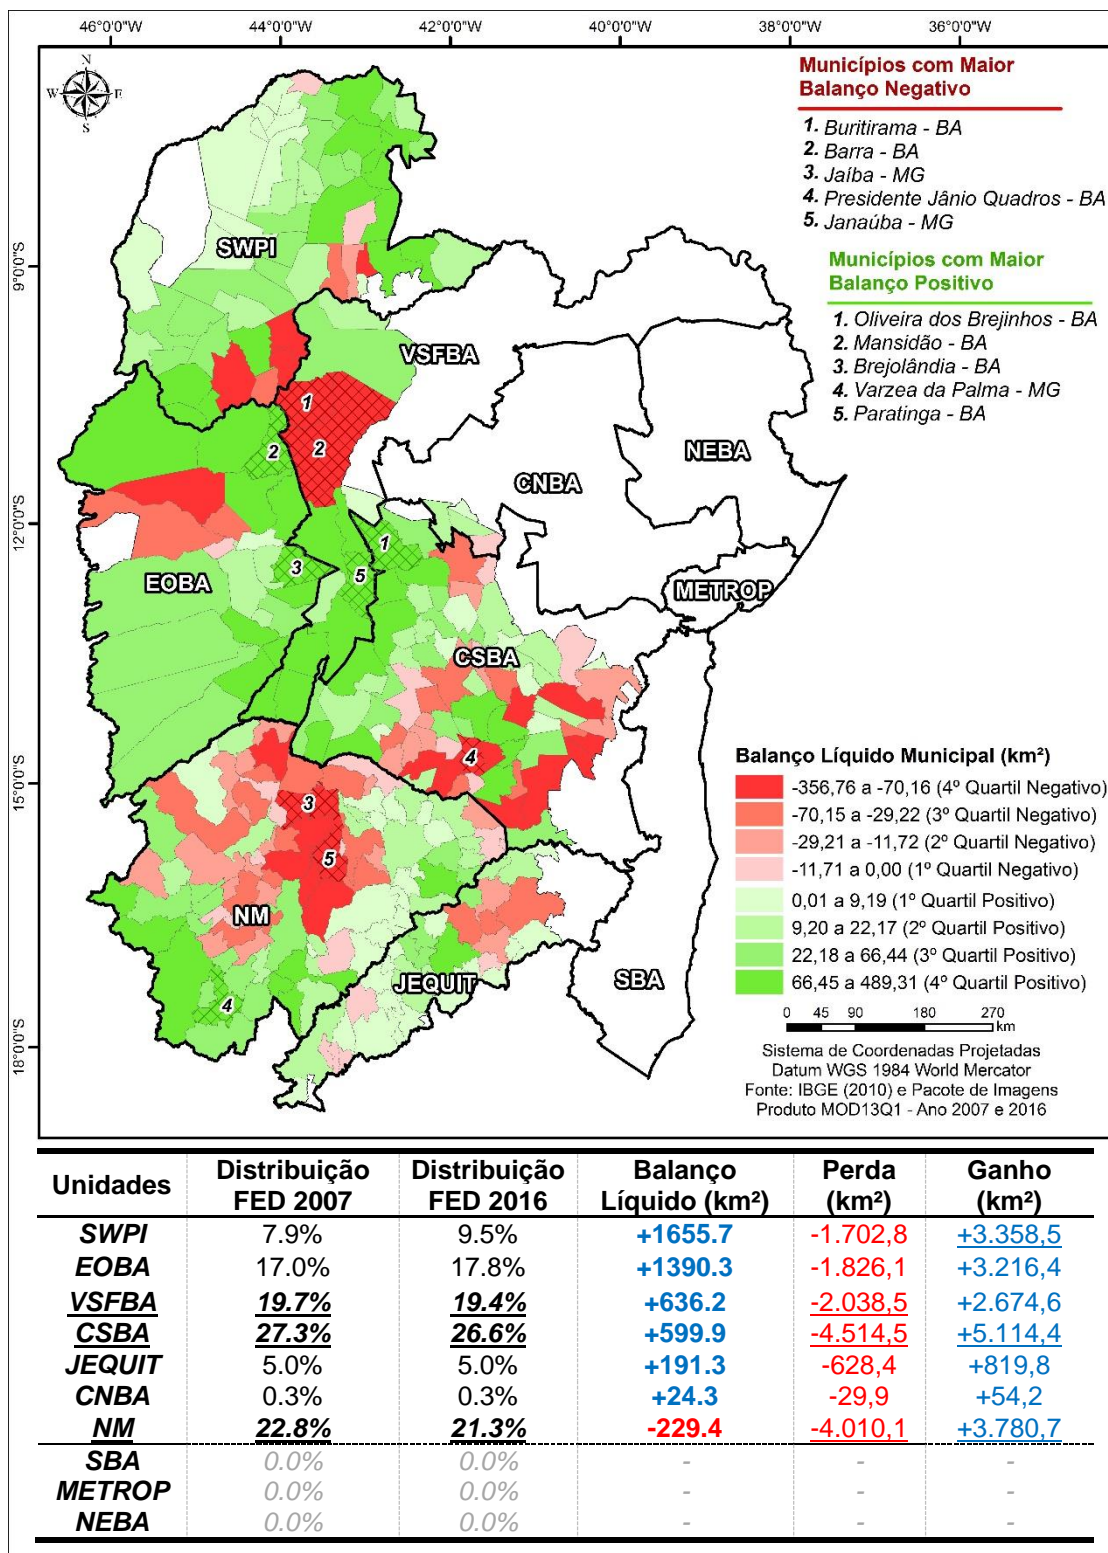 46°0'0"W 44°0'0"W 42°0'0"W 40°0'0"W 38°0'0"W 36°0'0"W
N
W E
S
Municípios com Maior
Balanço Negativo
1. Buritirama - BA
2. Barra - BA
3. Jaíba - MG
4. Presidente Jânio Quadros - BA
5. Janaúba - MG
Municípios com Maior
Balanço Positivo
1. Oliveira dos Brejinhos - BA
2. Mansidão - BA
3. Brejolândia - BA
4. Varzea da Palma - MG
5. Paratinga - BA
9°0'0"S
12°0'0"S
15°0'0"S
18°0'0"S
SWPI
VSFBA
1
2
2
NEBA
CNBA
1
3
5
EOBA
METROP
CSBA
4
3
5
NM
JEQUIT
SBA
4
Balanço Líquido Municipal (km²)
-356,76 a -70,16 (4º Quartil Negativo)
-70,15 a -29,22 (3º Quartil Negativo)
-29,21 a -11,72 (2º Quartil Negativo)
-11,71 a 0,00 (1º Quartil Negativo)
0,01 a 9,19 (1º Quartil Positivo)
9,20 a 22,17 (2º Quartil Positivo)
22,18 a 66,44 (3º Quartil Positivo)
66,45 a 489,31 (4º Quartil Positivo)
0 45 90 180 270
km
Sistema de Coordenadas Projetadas
Datum WGS 1984 World Mercator
Fonte: IBGE (2010) e Pacote de Imagens
Produto MOD13Q1 - Ano 2007 e 2016
Unidades Distribuição FED 2007 Distribuição FED 2016 Balanço Líquido (km²) Perda (km²) Ganho (km²)
SWPI 7.9% 9.5% +1655.7 -1.702,8 +3.358,5
EOBA 17.0% 17.8% +1390.3 -1.826,1 +3.216,4
VSFBA 19.7% 19.4% +636.2 -2.038,5 +2.674,6
CSBA 27.3% 26.6% +599.9 -4.514,5 +5.114,4
JEQUIT 5.0% 5.0% +191.3 -628,4 +819,8
CNBA 0.3% 0.3% +24.3 -29,9 +54,2
NM 22.8% 21.3% -229.4 -4.010,1 +3.780,7
SBA 0.0% 0.0% - - -
METROP 0.0% 0.0% - - -
NEBA 0.0% 0.0% - - -